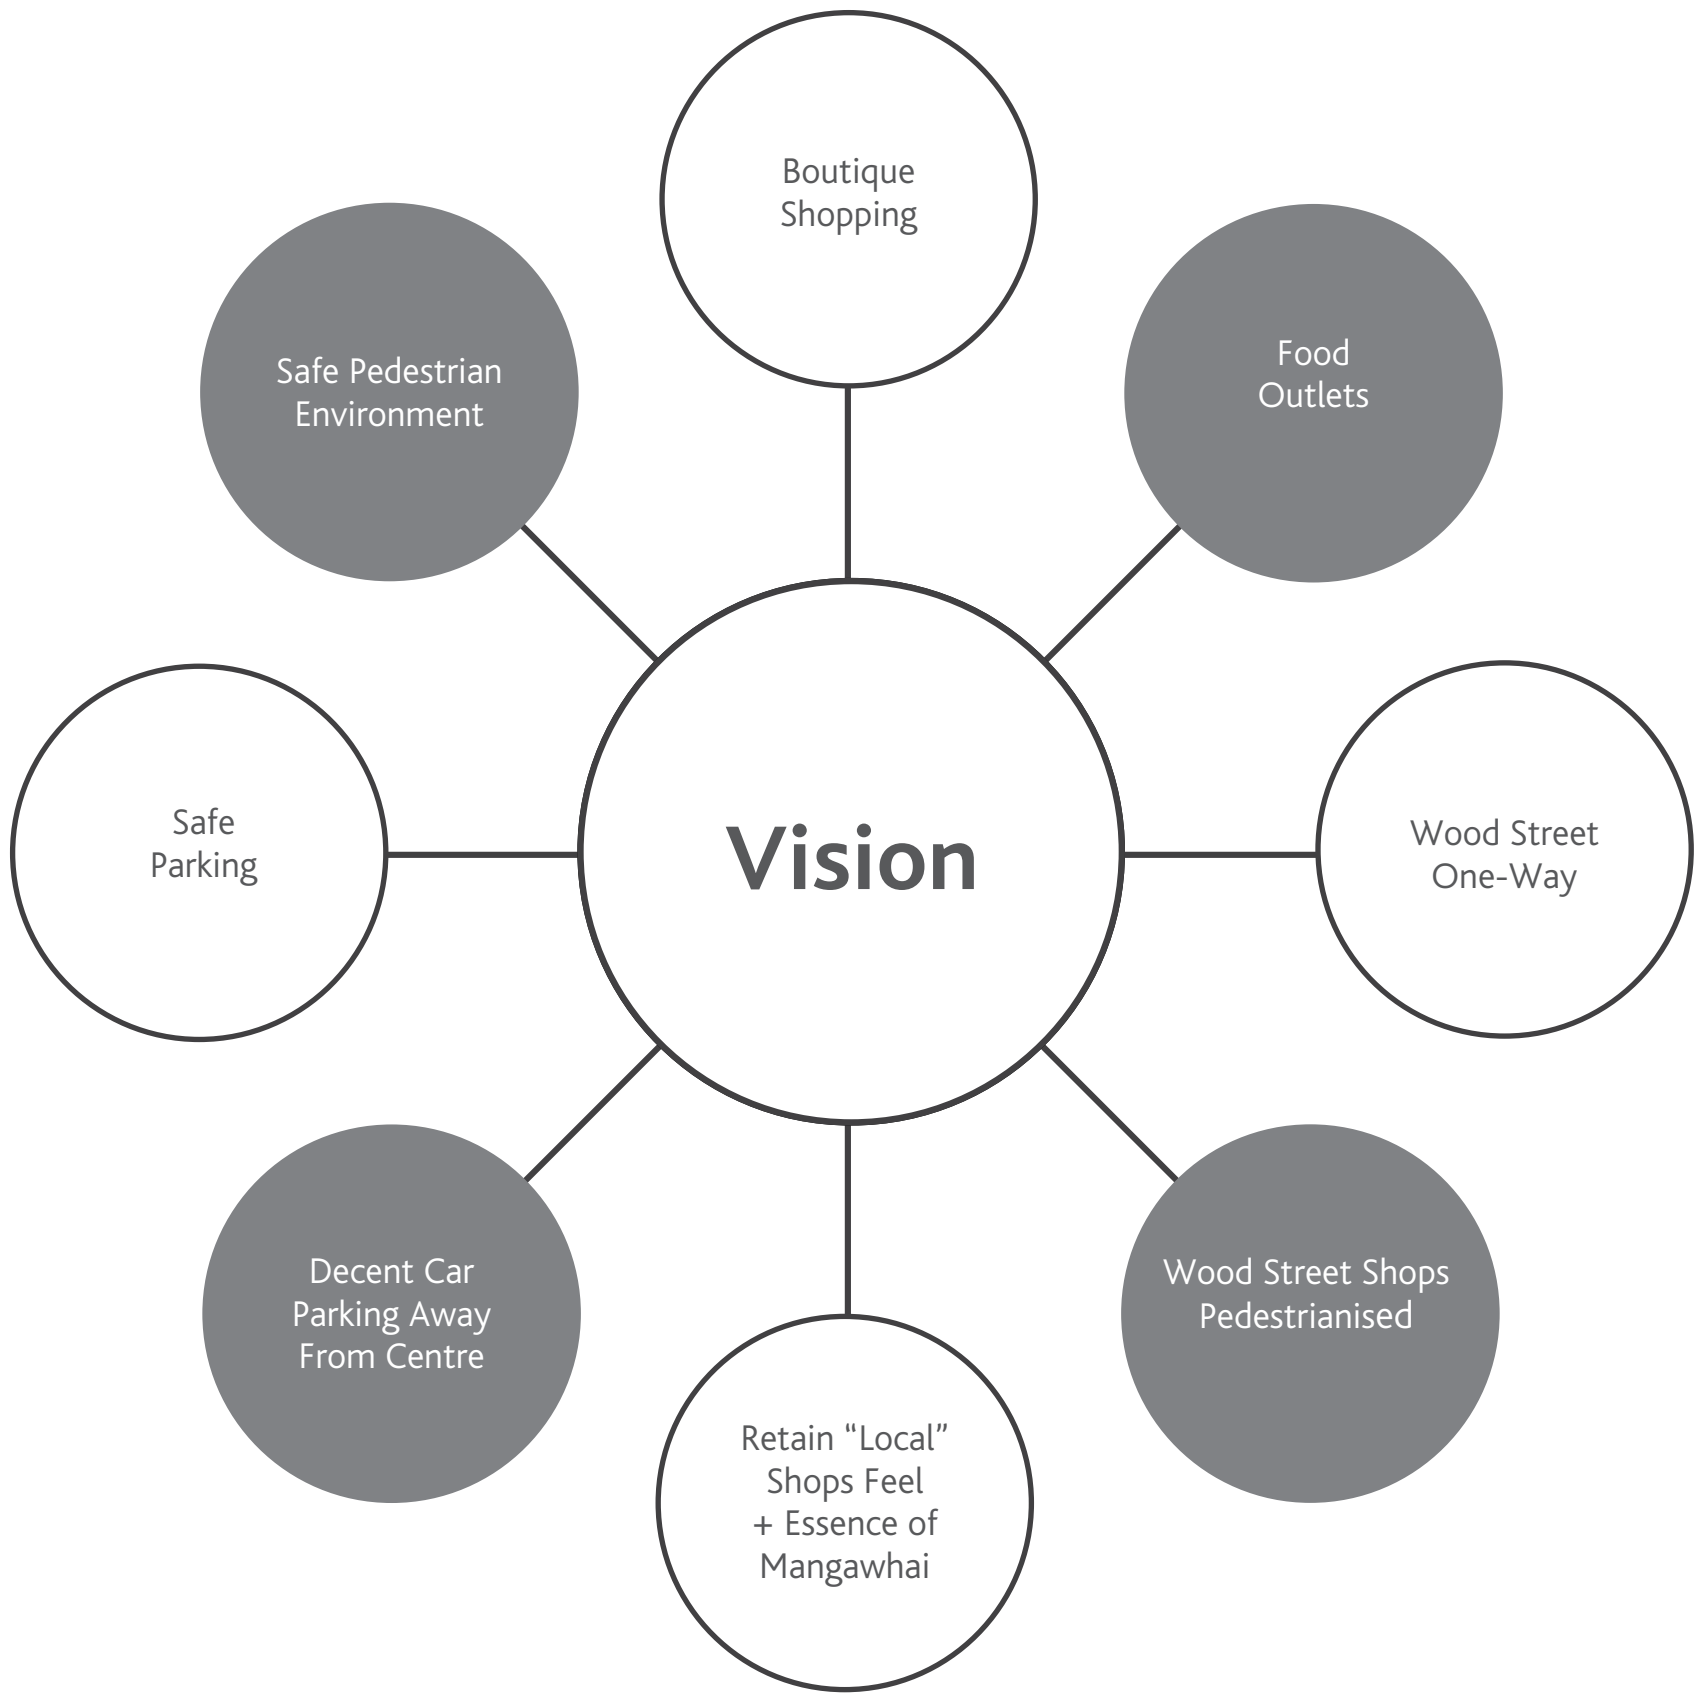 Boutique
Shopping
Food
Outlets
Safe Pedestrian
Environment
Vision
Safe
Parking
Wood Street
One-Way
Decent Car
Parking Away
From Centre
Wood Street Shops
Pedestrianised
Retain “Local”
Shops Feel
+ Essence of
Mangawhai